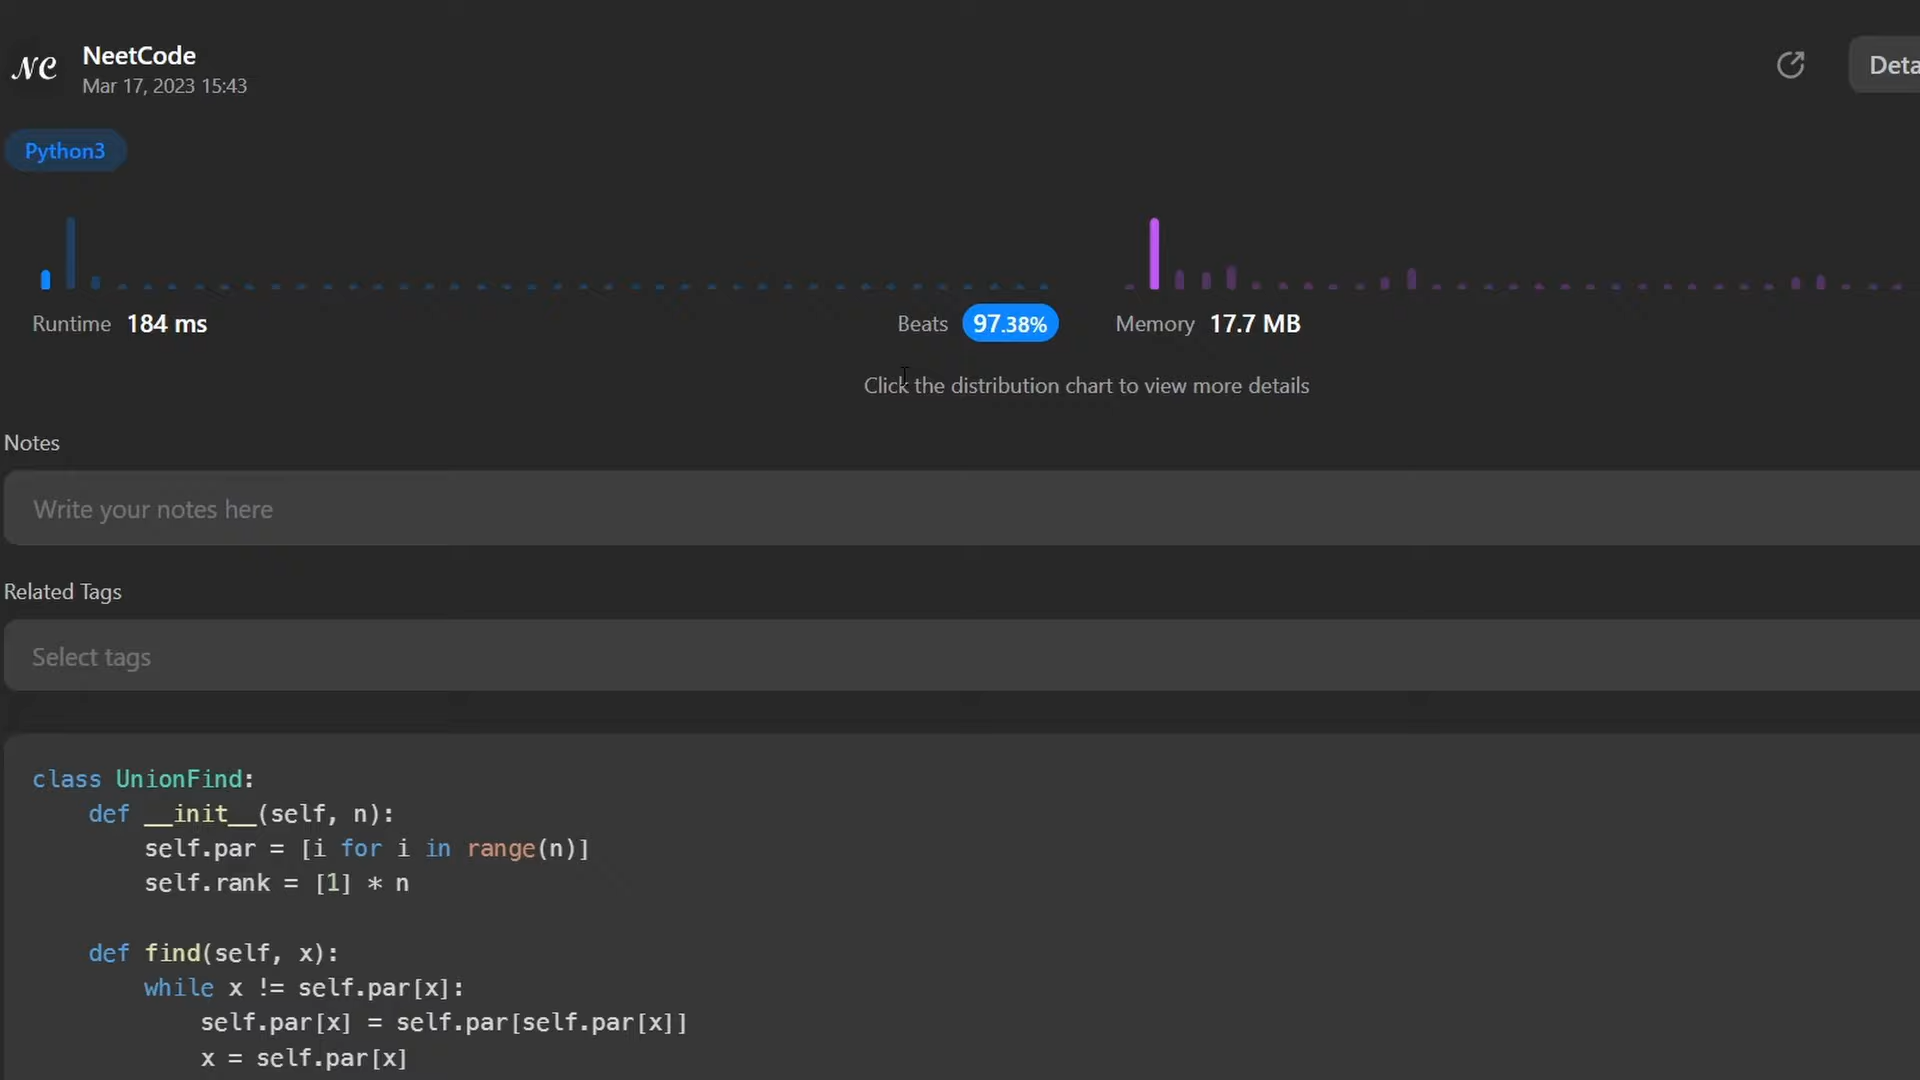 NC
NeetCode
Mar 17, 2023 15:43
Deta
Python3
Runtime 184 ms
Beats 97.38%
Memory 17.7 MB
Click the distribution chart to view more details
Notes
Write your notes here
Related Tags
Select tags
class UnionFind:
    def __init__(self, n):
        self.par = [i for i in range(n)]
        self.rank = [1] * n
    def find(self, x):
        while x != self.par[x]:
            self.par[x] = self.par[self.par[x]]
            x = self.par[x]